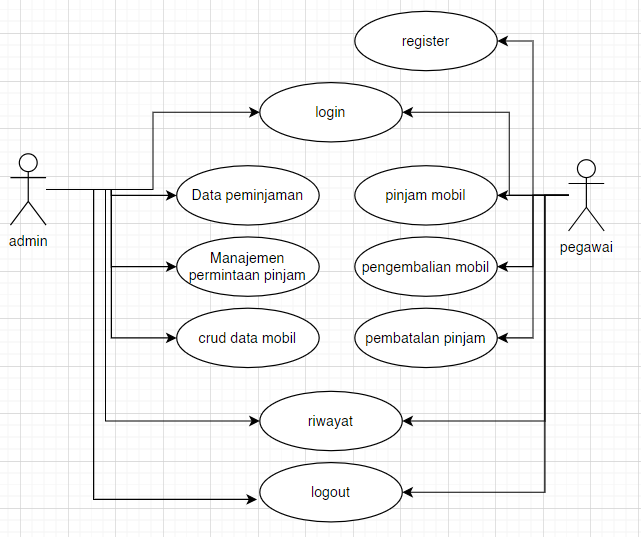 register
login
Data peminjaman
pinjam mobil
admin
pegawai
Manajemen
permintaan pinjam
pengembalian mobil
crud data mobil
pembatalan pinjam
riwayat
logout